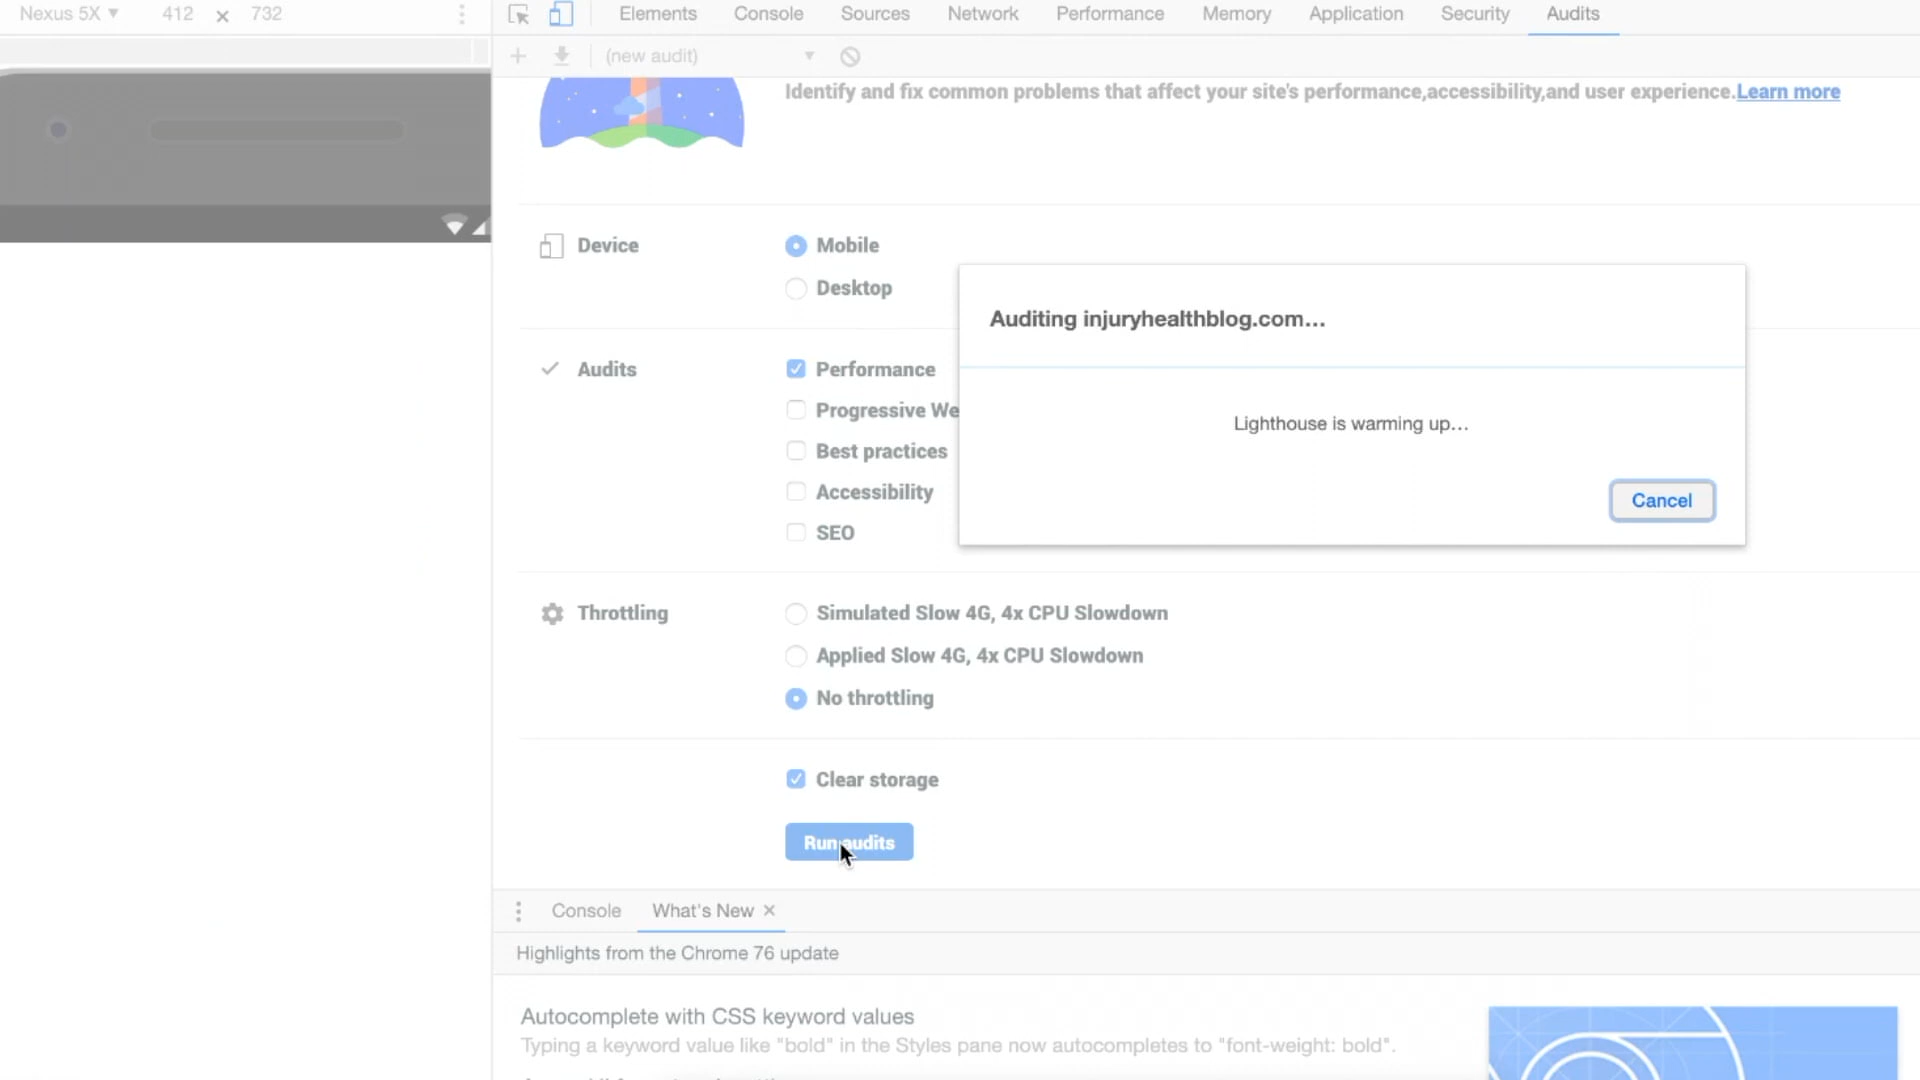 Nexus 5X ▼ 412 × 732
Elements Console Sources Network Performance Memory Application Security Audits
(new audit)
Identify and fix common problems that affect your site's performance,accessibility,and user experience.Learn more
Device
Mobile
Desktop
Auditing injuryhealthblog.com...
Audits
Performance
Progressive We
Best practices
Accessibility
SEO
Lighthouse is warming up...
Cancel
Throttling
Simulated Slow 4G, 4x CPU Slowdown
Applied Slow 4G, 4x CPU Slowdown
No throttling
Clear storage
Run audits
Console What's New ×
Highlights from the Chrome 76 update
Autocomplete with CSS keyword values
Typing a keyword value like "bold" in the Styles pane now autocompletes to "font-weight: bold".